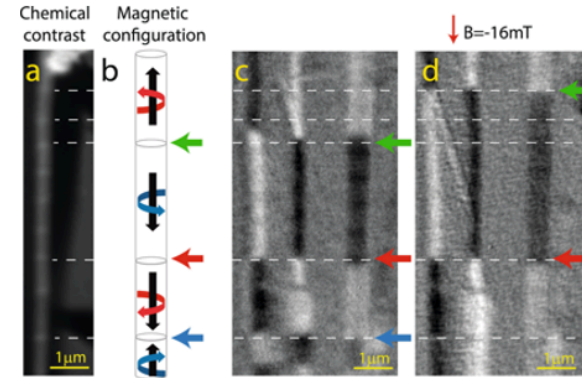 Chemical
contrast
Magnetic
configuration
B=-16mT
a
b
c
d
1μm
1μm
1μm